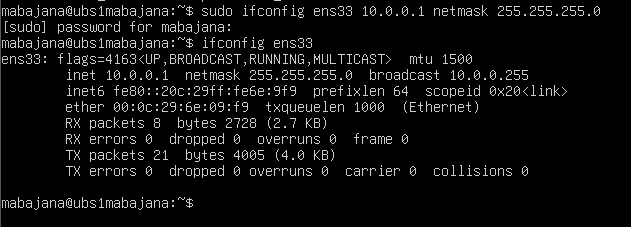 mabajana@ubs1mabajana:~$ sudo ifconfig ens33 10.0.0.1 netmask 255.255.255.0
[sudo] password for mabajana:
mabajana@ubs1mabajana:~$ ifconfig ens33
ens33: flags=4163<UP,BROADCAST,RUNNING,MULTICAST>  mtu 1500
        inet 10.0.0.1  netmask 255.255.255.0  broadcast 10.0.0.255
        inet6 fe80::20c:29ff:fe6e:9f9  prefixlen 64  scopeid 0x20<link>
        ether 00:0c:29:6e:09:f9  txqueuelen 1000  (Ethernet)
        RX packets 8  bytes 2728 (2.7 KB)
        RX errors 0  dropped 0  overruns 0  frame 0
        TX packets 21  bytes 4005 (4.0 KB)
        TX errors 0  dropped 0 overruns 0  carrier 0  collisions 0
mabajana@ubs1mabajana:~$